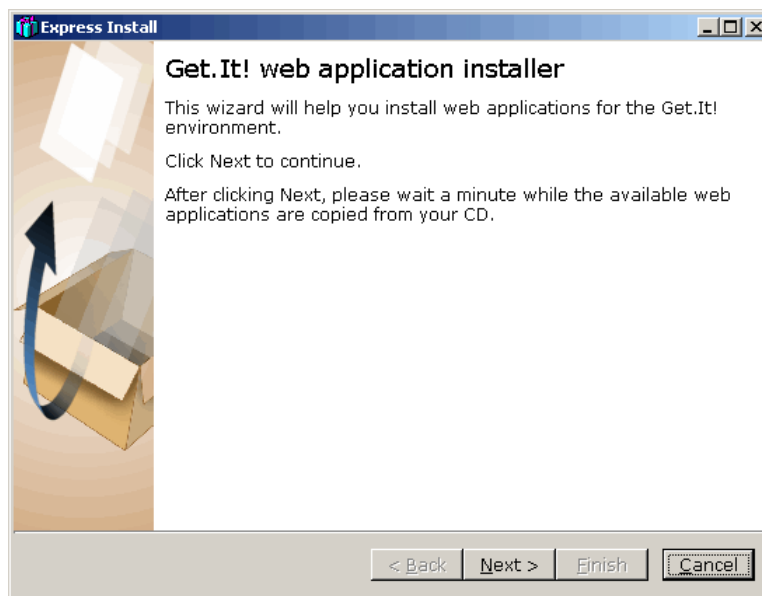 Express Install
Get.It! web application installer
This wizard will help you install web applications for the Get.It!
environment.
Click Next to continue.
After clicking Next, please wait a minute while the available web
applications are copied from your CD.
< Back Next > Finish Cancel